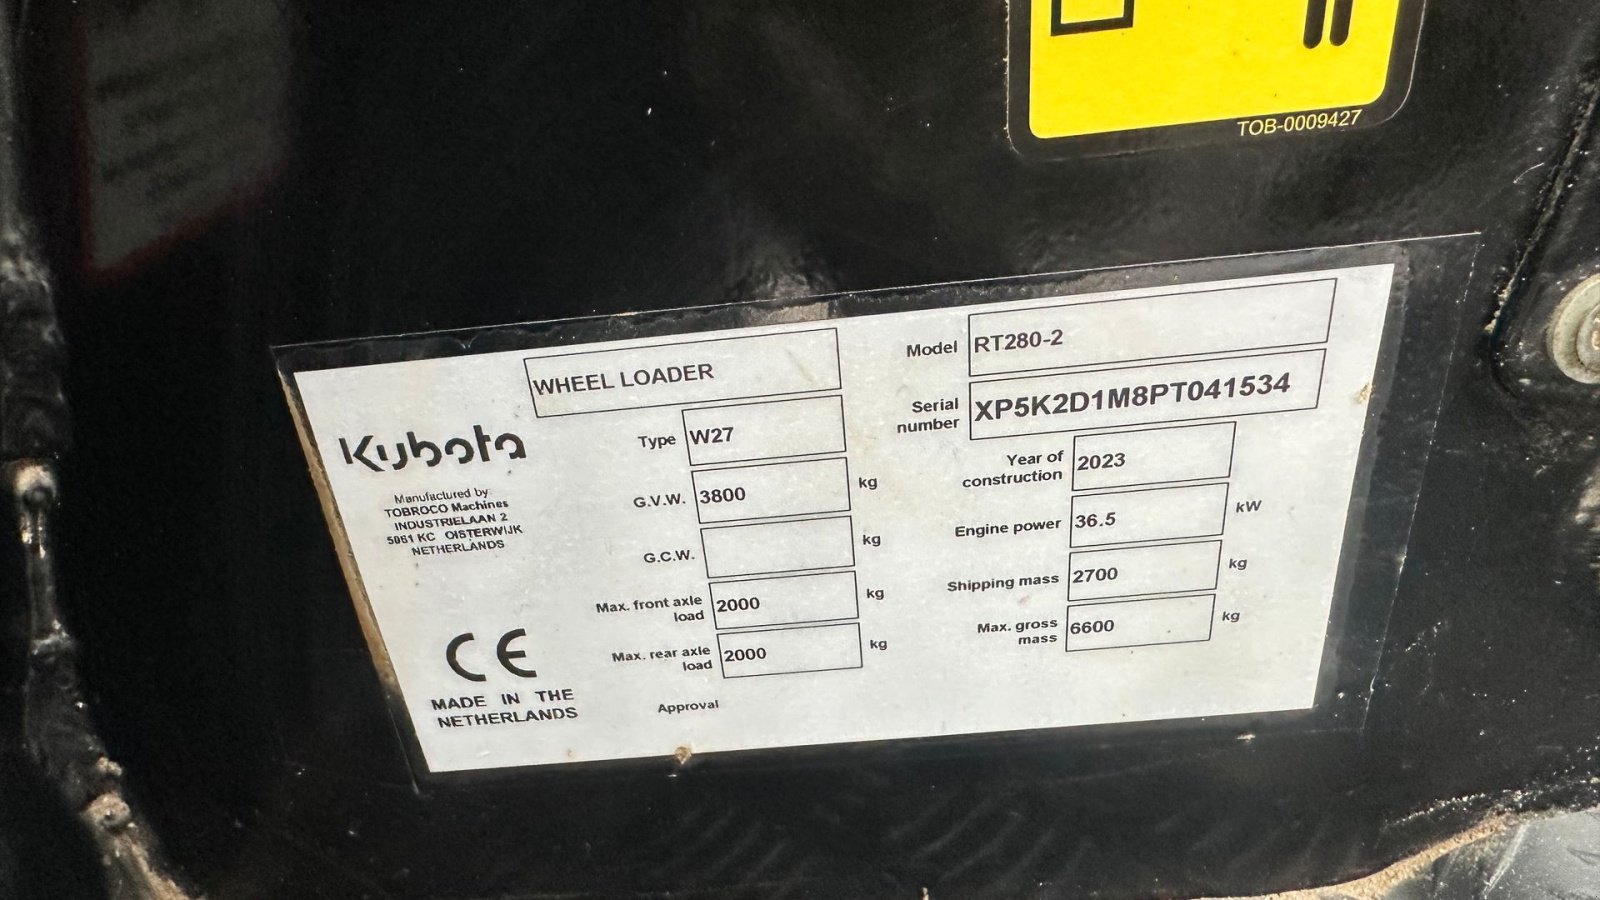 TOB-0009427
WHEEL LOADER
Kubota
Manufactured by:
TOBROCO Machines
INDUSTRIELAAN 2
5061 KC OISTERWIJK
NETHERLANDS
CE
MADE IN THE
NETHERLANDS
Type W27
G.V.W. 3800 kg
G.C.W. kg
Max. front axle
load 2000 kg
Max. rear axle
load 2000 kg
Approval
Model RT280-2
Serial
number XP5K2D1M8PT041534
Year of
construction 2023
Engine power 36.5 kW
Shipping mass 2700 kg
Max. gross
mass 6600 kg